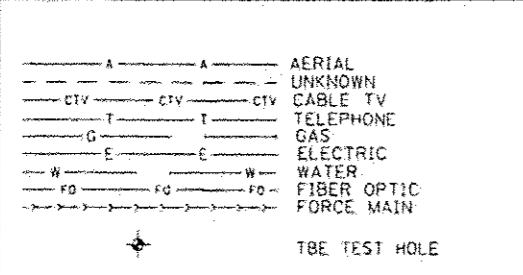 A A AERIAL
UNKNOWN
CTV CTV CTV CABLE TV
T T TELEPHONE
G GAS
E E ELECTRIC
W W WATER
FO FO FO FIBER OPTIC
FORCE MAIN
TBE TEST HOLE